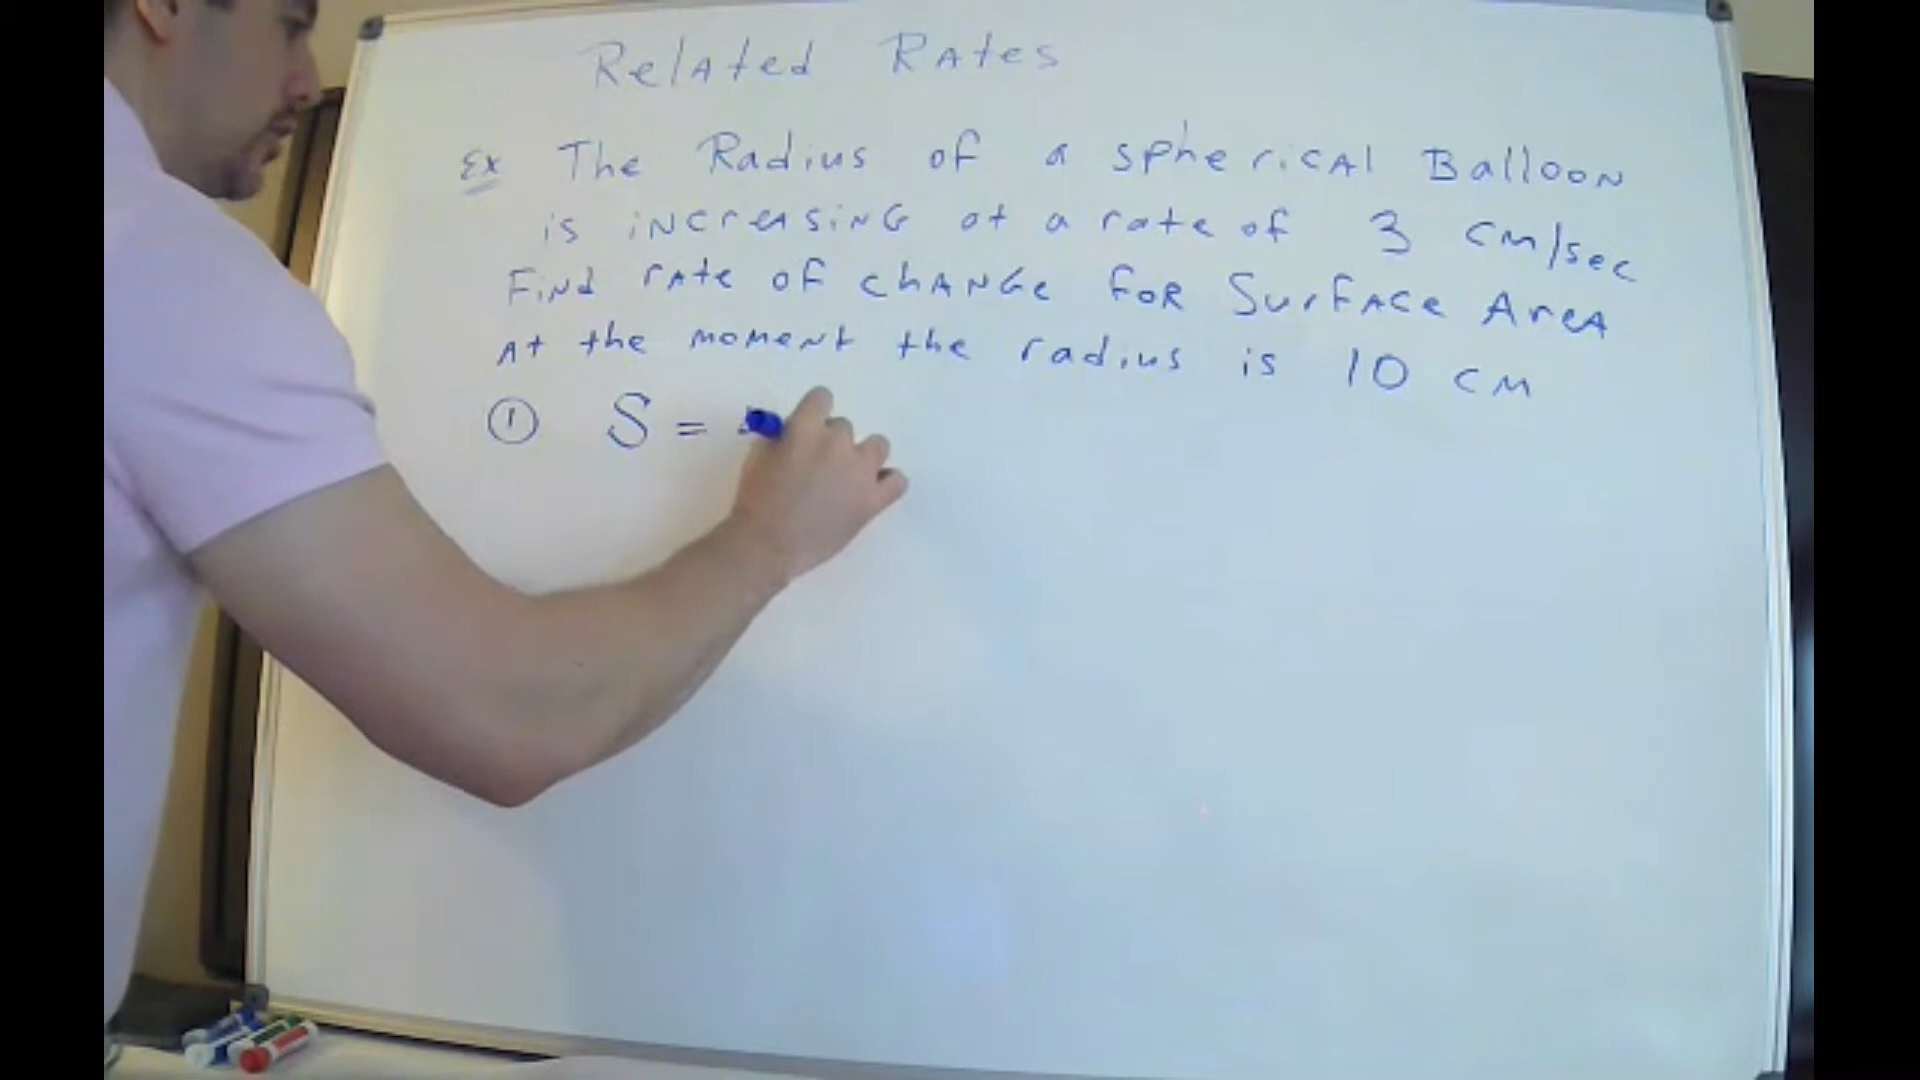 Related Rates
Ex The Radius of a spherical Balloon
is increasing at a rate of 3 cm/sec
Find rate of change for Surface Area
At the moment the radius is 10 cm
① S =